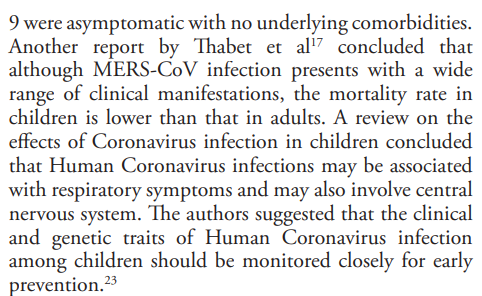 9 were asymptomatic with no underlying comorbidities.
Another report by Thabet et al¹⁷ concluded that
although MERS-CoV infection presents with a wide
range of clinical manifestations, the mortality rate in
children is lower than that in adults. A review on the
effects of Coronavirus infection in children concluded
that Human Coronavirus infections may be associated
with respiratory symptoms and may also involve central
nervous system. The authors suggested that the clinical
and genetic traits of Human Coronavirus infection
among children should be monitored closely for early
prevention.²³